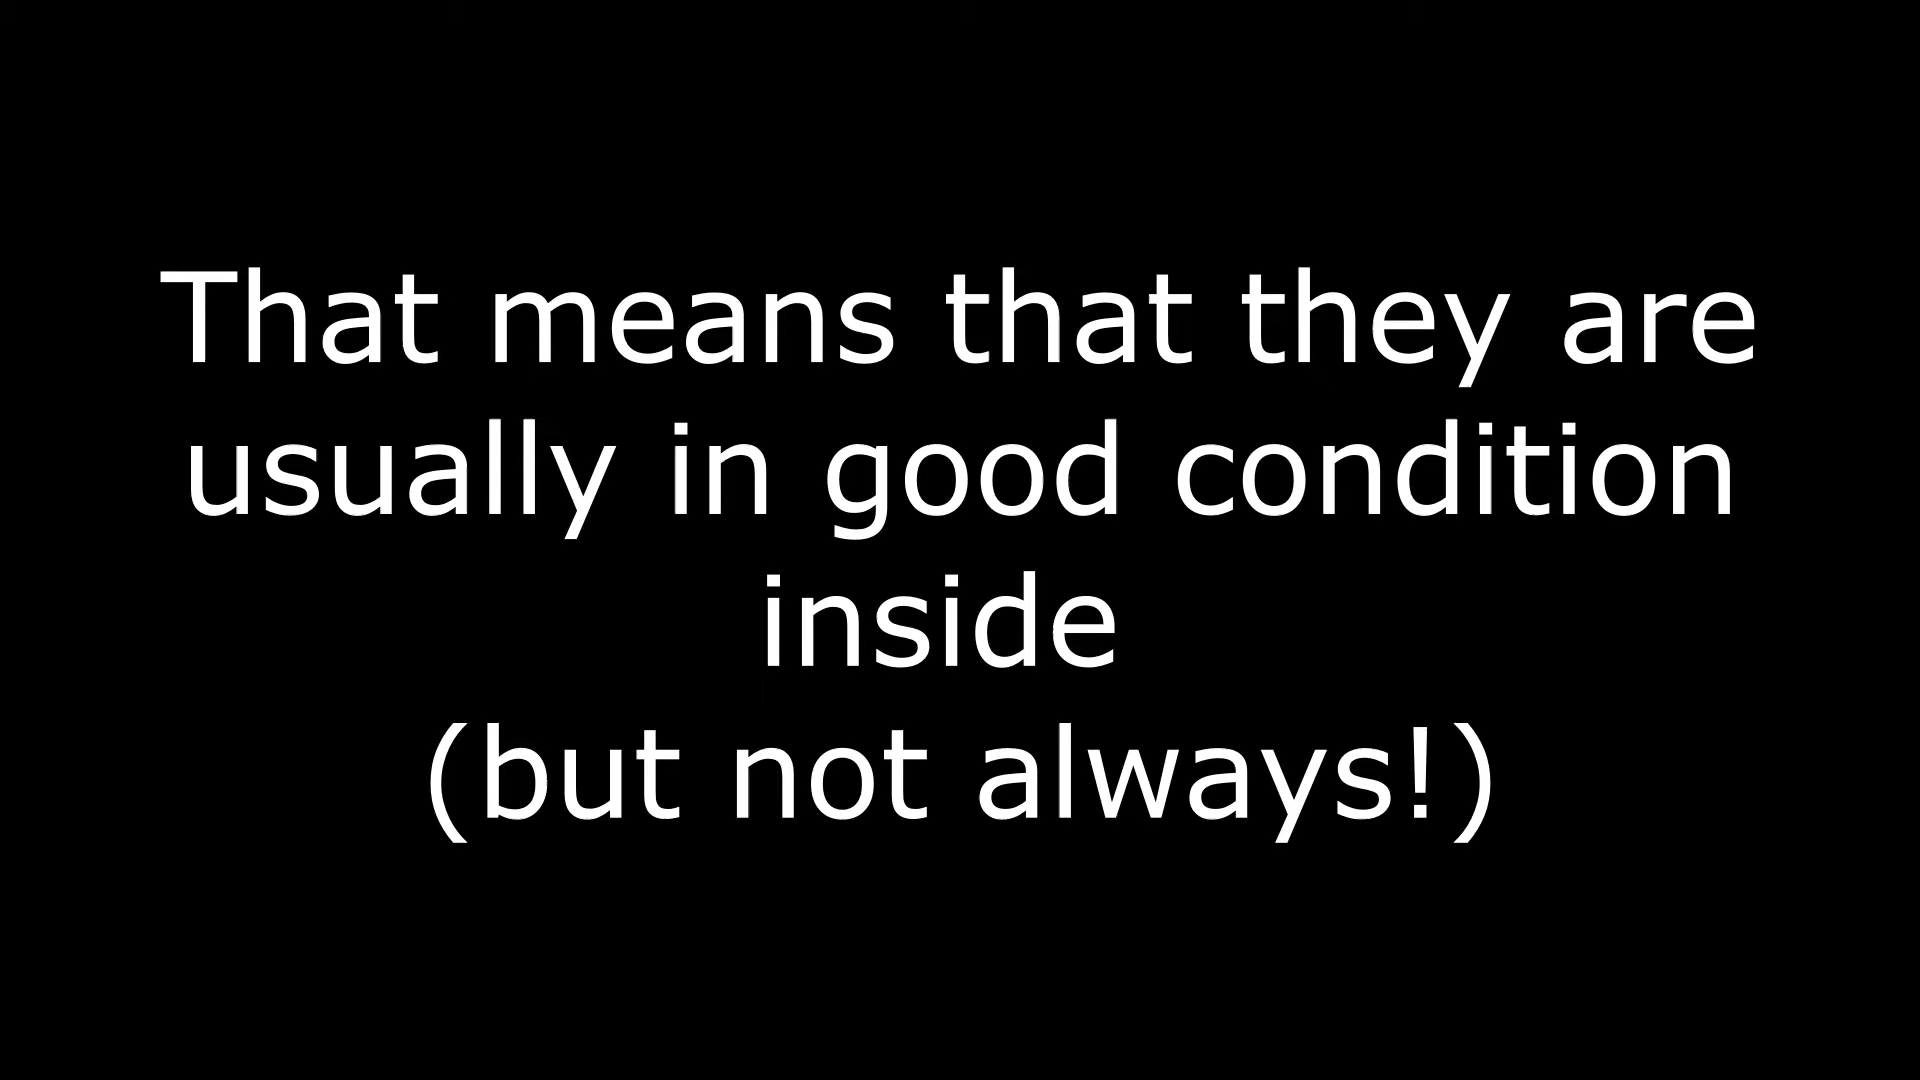 That means that they are
usually in good condition
inside
(but not always!)